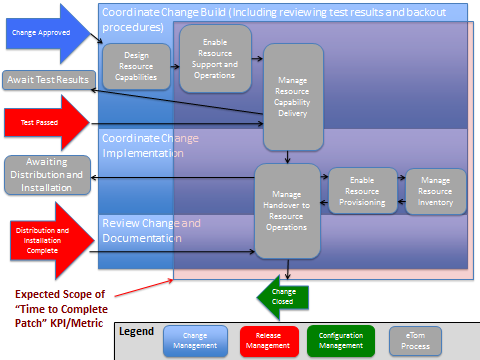 Coordinate Change Build (Including reviewing test results and backout
procedures)
Change Approved
Design
Resource
Capabilities
Enable
Resource
Support and
Operations
Manage
Resource
Capability
Delivery
Await Test Results
Test Passed
Coordinate Change
Implementation
Awaiting
Distribution and
Installation
Manage
Handover to
Resource
Operations
Enable
Resource
Provisioning
Manage
Resource
Inventory
Review Change and
Documentation
Distribution and
Installation
Complete
Expected Scope of
“Time to Complete
Patch” KPI/Metric
Change
Closed
Legend
Change
Management
Release
Management
Configuration
Management
eTom
Process